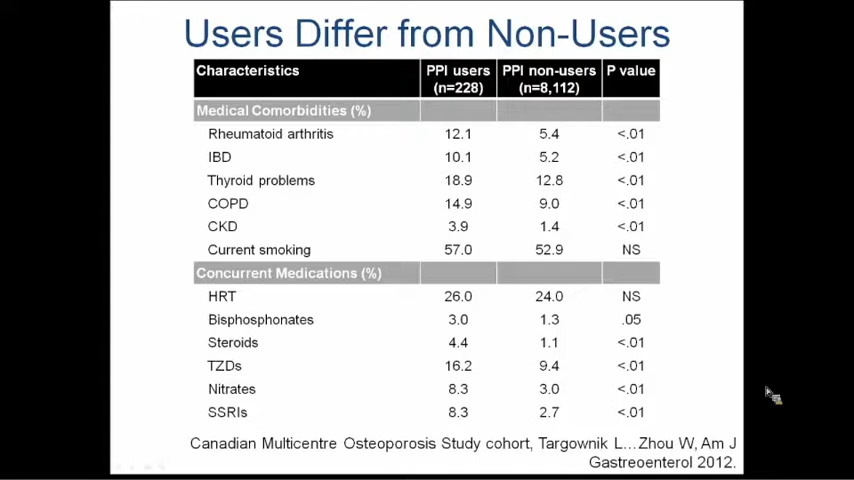 Users Differ from Non-Users
Characteristics PPI users (n=228) PPI non-users (n=8,112) P value
Medical Comorbidities (%)
Rheumatoid arthritis 12.1 5.4 <.01
IBD 10.1 5.2 <.01
Thyroid problems 18.9 12.8 <.01
COPD 14.9 9.0 <.01
CKD 3.9 1.4 <.01
Current smoking 57.0 52.9 NS
Concurrent Medications (%)
HRT 26.0 24.0 NS
Bisphosphonates 3.0 1.3 .05
Steroids 4.4 1.1 <.01
TZDs 16.2 9.4 <.01
Nitrates 8.3 3.0 <.01
SSRIs 8.3 2.7 <.01
Canadian Multicentre Osteoporosis Study cohort, Targownik L...Zhou W, Am J
Gastreoenterol 2012.